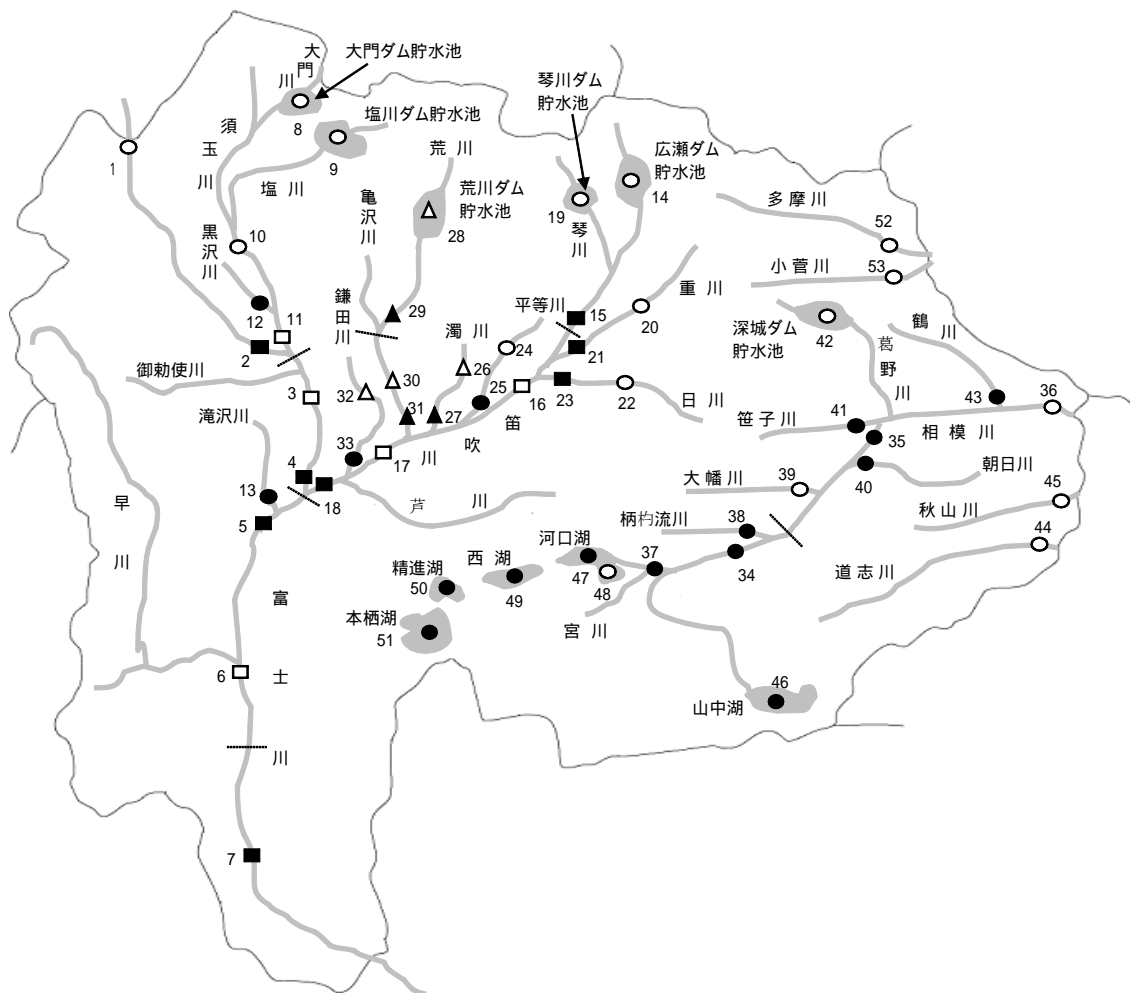 大門川
大門ダム貯水池
8
塩川ダム貯水池
9
須玉川
塩川
1
10
黒沢川
12
11
2
御勅使川
3
滝沢川
4
13
5
18
早川
富士川
6
7
荒川
荒川ダム
貯水池
28
亀沢川
29
鎌田川
30
32
31
33
濁川
26
27
24
25
17
笛吹川
16
芦川
琴川ダム
貯水池
19
琴川
広瀬ダム
貯水池
14
平等川
15
重川
20
21
23
22
日川
多摩川
52
小菅川
53
深城ダム
貯水池
42
葛野川
鶴川
43
36
笹子川
41
35
相模川
40
朝日川
大幡川
39
秋山川
45
柄杓流川
38
34
道志川
44
河口湖
47
48
37
宮川
西湖
49
精進湖
50
本栖湖
51
山中湖
46